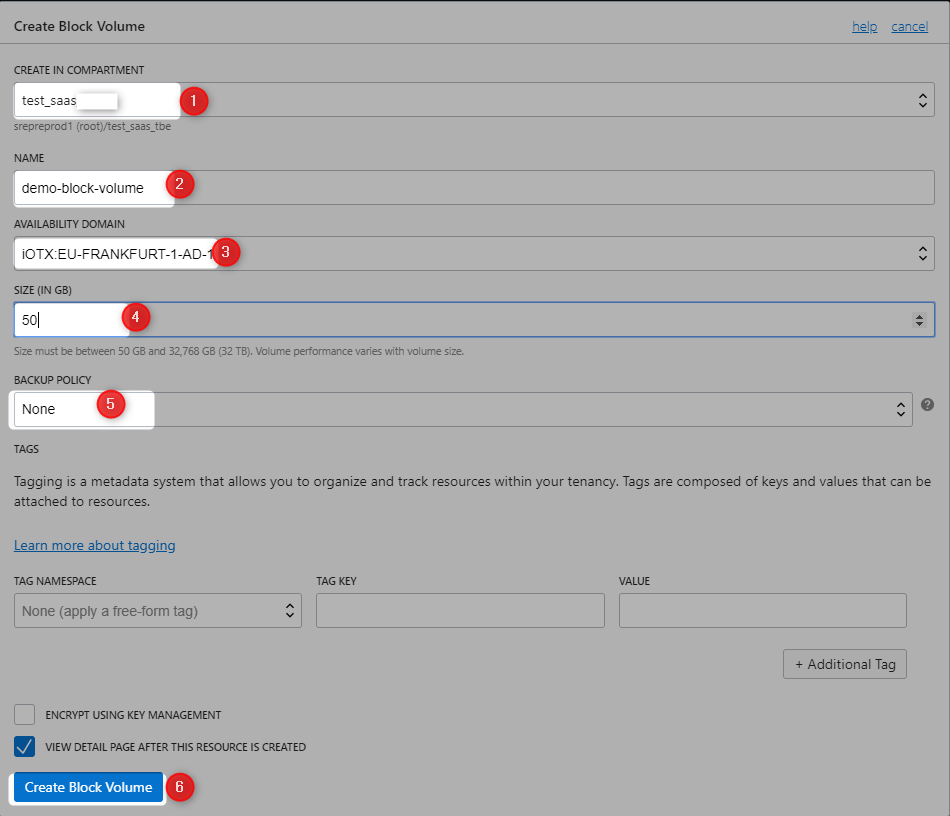 Create Block Volume
help cancel
CREATE IN COMPARTMENT
test_saas
1
srepreprod1 (root)/test_saas_tbe
NAME
demo-block-volume
2
AVAILABILITY DOMAIN
iOTX:EU-FRANKFURT-1-AD-1
3
SIZE (IN GB)
50
4
Size must be between 50 GB and 32,768 GB (32 TB). Volume performance varies with volume size.
BACKUP POLICY
None
5
?
TAGS
Tagging is a metadata system that allows you to organize and track resources within your tenancy. Tags are composed of keys and values that can be
attached to resources.
Learn more about tagging
TAG NAMESPACE TAG KEY VALUE
None (apply a free-form tag)
+ Additional Tag
ENCRYPT USING KEY MANAGEMENT
VIEW DETAIL PAGE AFTER THIS RESOURCE IS CREATED
Create Block Volume
6